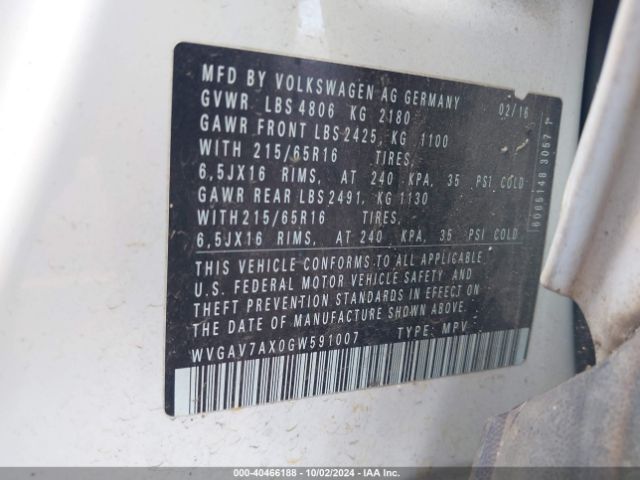 MFD BY VOLKSWAGEN AG GERMANY 02/16
GVWR LBS 4806 KG 2180
GAWR FRONT LBS 2425, KG 1100
WITH 215/65R16 TIRES,
6,5JX16 RIMS, AT 240 KPA, 35 PSI COLD
GAWR REAR LBS 2491, KG 1130
WITH215/65R16 TIRES,
6,5JX16 RIMS, AT 240 KPA, 35 PSI COLD
THIS VEHICLE CONFORMS TO ALL APPLICABLE
U.S. FEDERAL MOTOR VEHICLE SAFETY AND
THEFT PREVENTION STANDARDS IN EFFECT ON
THE DATE OF MANUFACTURE SHOWN ABOVE.
WVGAV7AX0GW591007 TYPE: MPV
6065148 3057
000-40466188 - 10/02/2024 - IAA Inc.